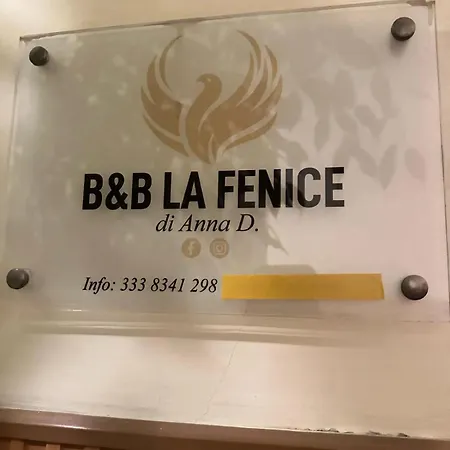 B&B LA FENICE
di Anna D.
Info: 333 8341 298